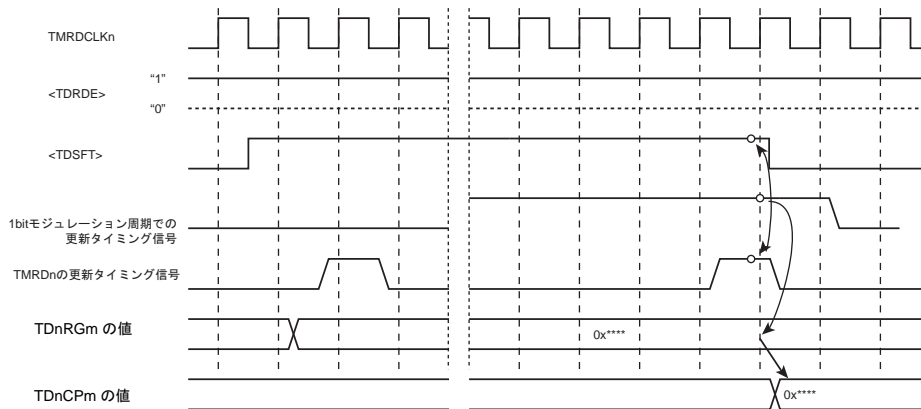 TMRDCLKn
“1”
<TDRDE>
“0”
<TDSFT>
1bitモジュレーション周期での
更新タイミング信号
TMRDnの更新タイミング信号
TDnRGm の値
0x****
TDnCPm の値
0x****